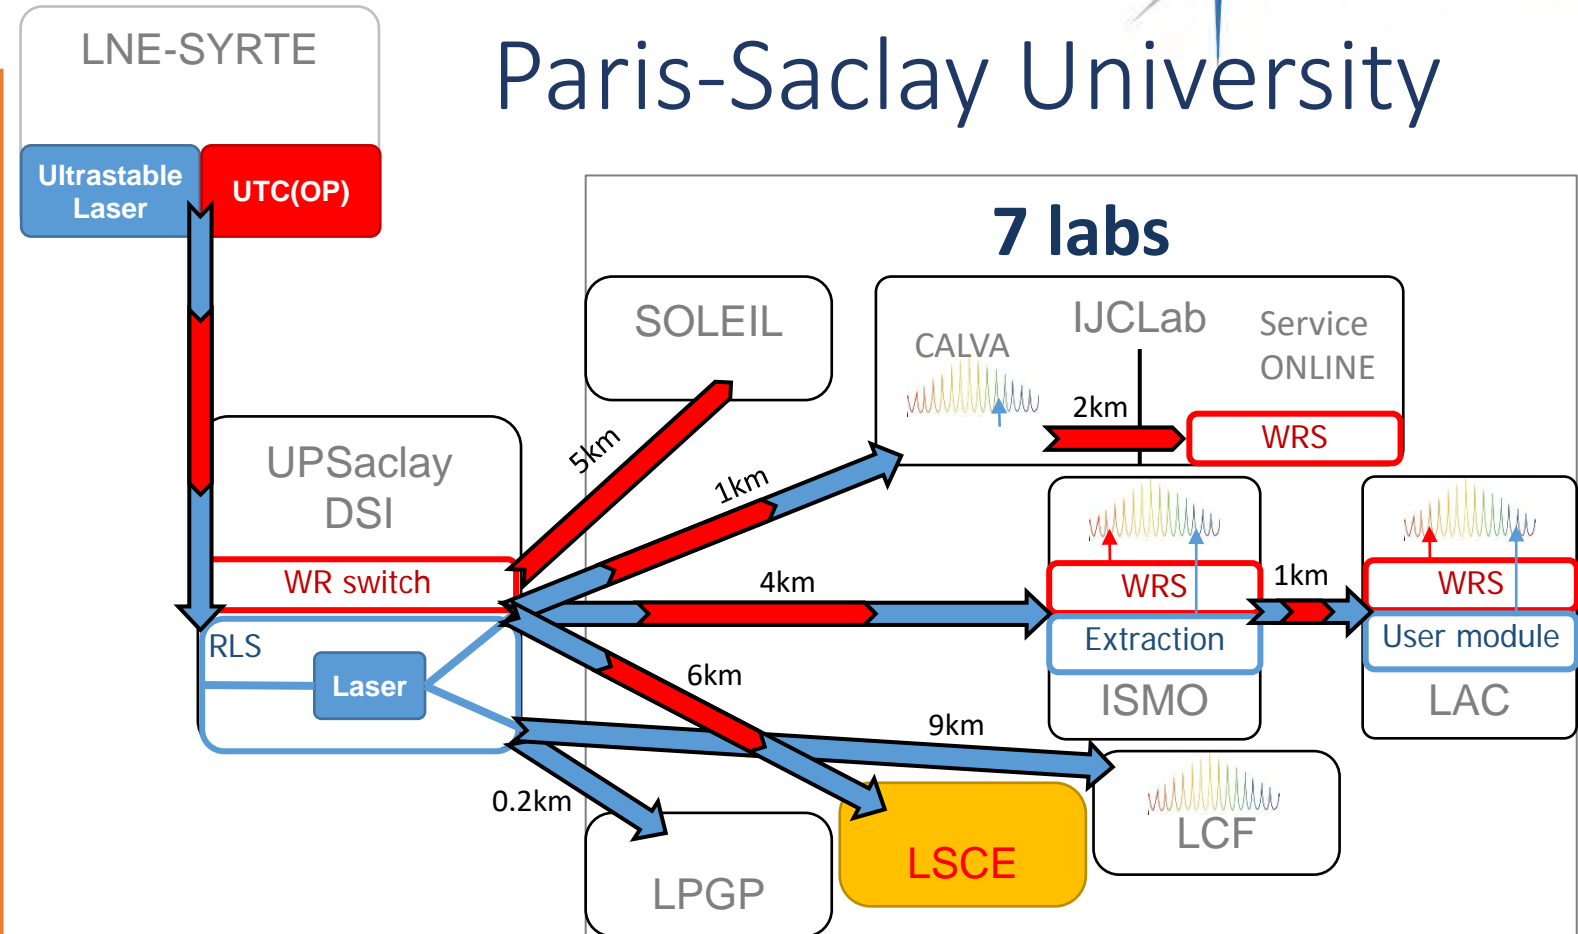 LNE-SYRTE
Paris-Saclay University
Ultrastable
Laser
UTC(OP)
7 labs
SOLEIL
IJCLab
CALVA
Service
ONLINE
2km
WRS
5km
1km
UPSaclay
DSI
WR switch
4km
WRS
Extraction
ISMO
1km
WRS
User module
LAC
RLS
Laser
6km
9km
0.2km
LPGP
LSCE
LCF